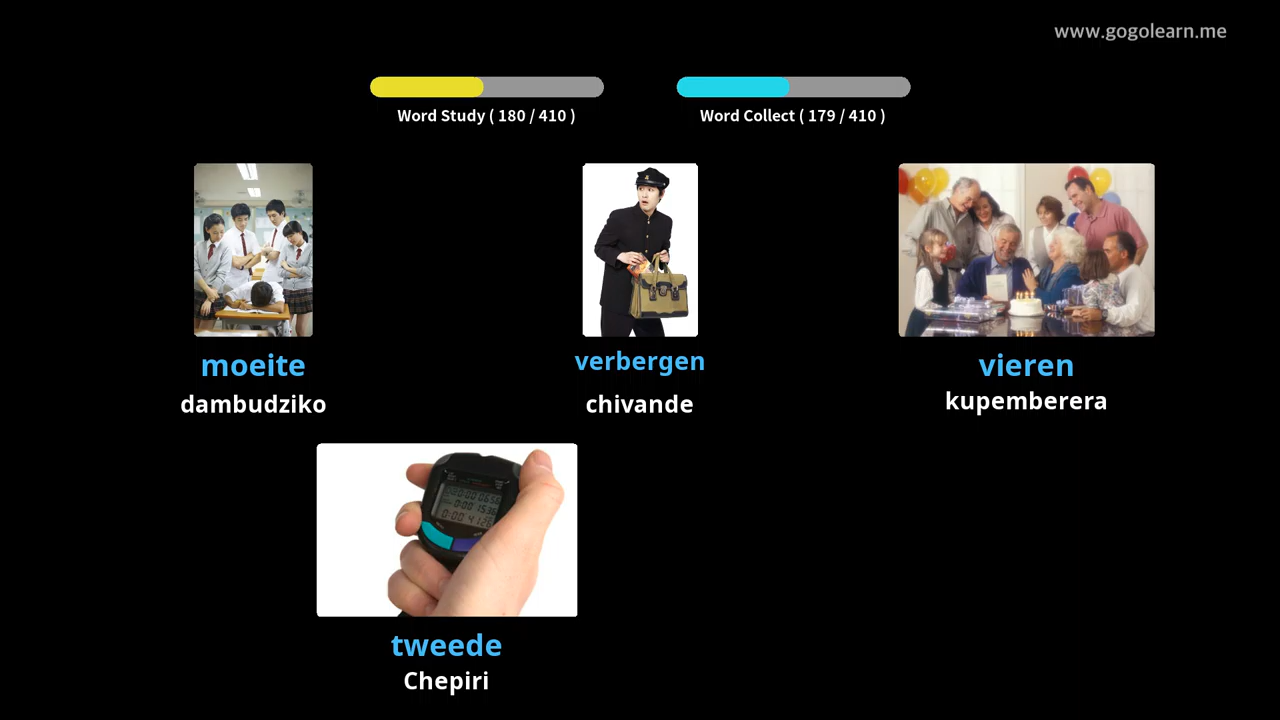 www.gogolearn.me
Word Study ( 180 / 410 )
Word Collect ( 179 / 410 )
moeite
dambudziko
verbergen
chivande
vieren
kupemberera
tweede
Chepiri